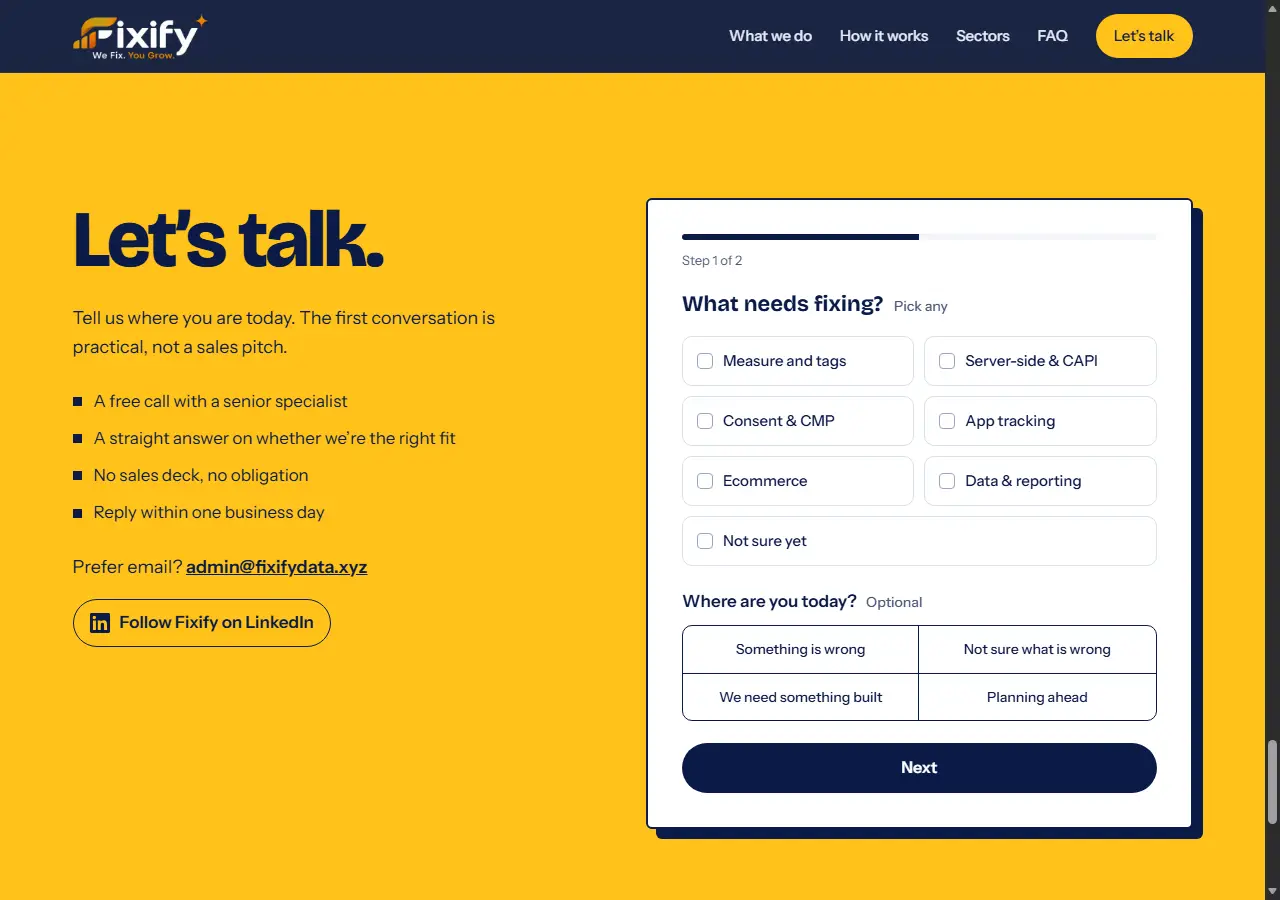 Fixify
We Fix. You Grow.
What we do
How it works
Sectors
FAQ
Let's talk
Let's talk.
Tell us where you are today. The first conversation is
practical, not a sales pitch.
A free call with a senior specialist
A straight answer on whether we're the right fit
No sales deck, no obligation
Reply within one business day
Prefer email? admin@fixifydata.xyz
in Follow Fixify on LinkedIn
Step 1 of 2
What needs fixing? Pick any
Measure and tags
Server-side & CAPI
Consent & CMP
App tracking
Ecommerce
Data & reporting
Not sure yet
Where are you today? Optional
Something is wrong
Not sure what is wrong
We need something built
Planning ahead
Next